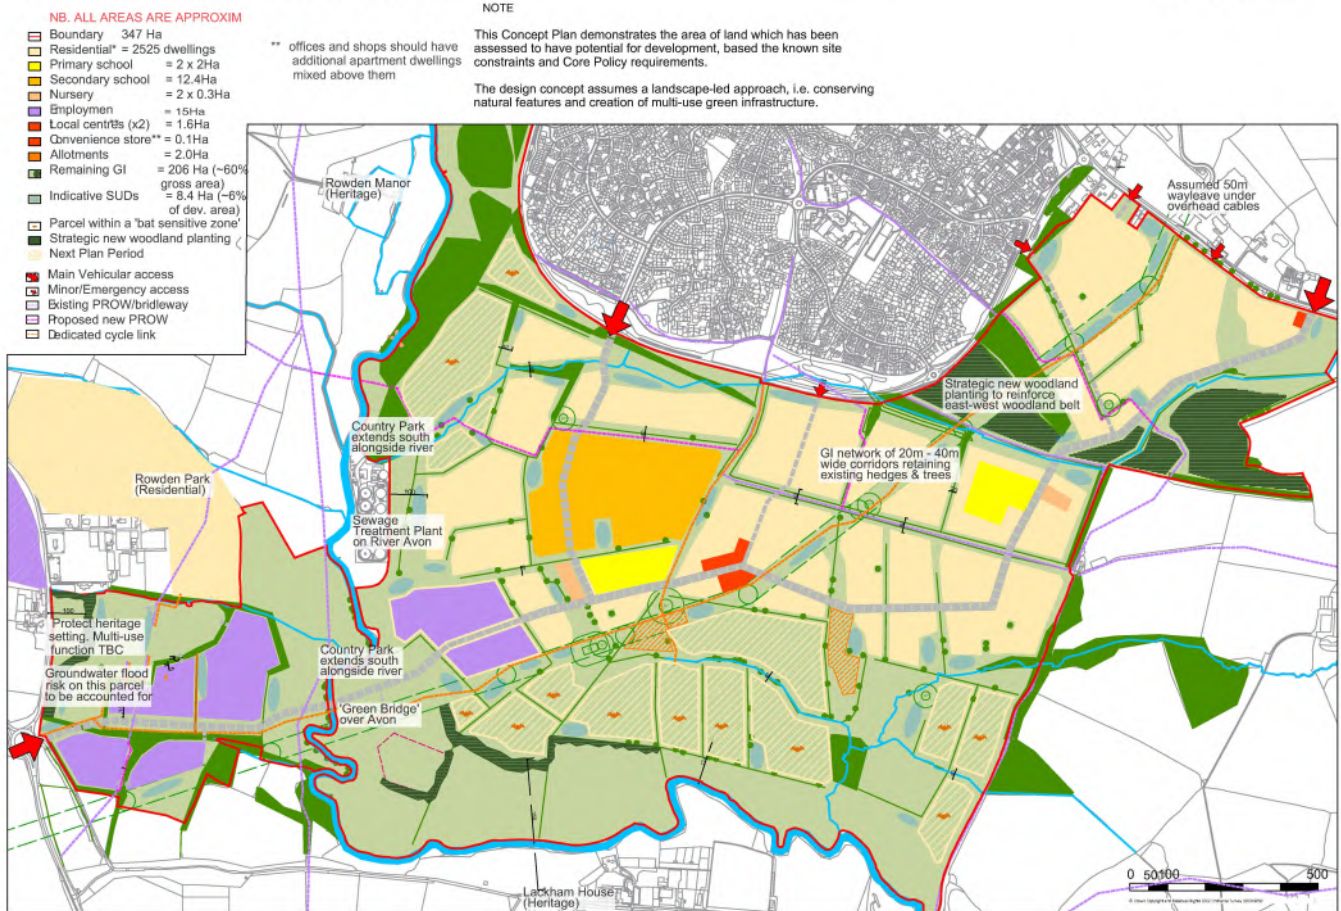 NB. ALL AREAS ARE APPROXIM
Boundary 347 Ha
Residential* = 2525 dwellings
Primary school = 2 x 2Ha
Secondary school = 12.4Ha
Nursery = 2 x 0.3Ha
Employmen = 15Ha
Local centres (x2) = 1.6Ha
Convenience store** = 0.1Ha
Allotments = 2.0Ha
Remaining GI = 206 Ha (~60%
gross area)
Indicative SUDs = 8.4 Ha (~6%
of dev. area)
Parcel within a 'bat sensitive zone'
Strategic new woodland planting
Next Plan Period
Main Vehicular access
Minor/Emergency access
Existing PROW/bridleway
Proposed new PROW
Dedicated cycle link
** offices and shops should have
additional apartment dwellings
mixed above them
NOTE
This Concept Plan demonstrates the area of land which has been
assessed to have potential for development, based the known site
constraints and Core Policy requirements.
The design concept assumes a landscape-led approach, i.e. conserving
natural features and creation of multi-use green infrastructure.
Rowden Manor
(Heritage)
Assumed 50m
wayleave under
overhead cables
Strategic new woodland
planting to reinforce
east-west woodland belt
Country Park
extends south
alongside river
GI network of 20m - 40m
wide corridors retaining
existing hedges & trees
Rowden Park
(Residential)
Sewage
Treatment Plant
on River Avon
100
Protect heritage
setting. Multi-use
function TBC
Groundwater flood
risk on this parcel
to be accounted for
Country Park
extends south
alongside river
'Green Bridge'
over Avon
Lackham House
(Heritage)
0 50100 500